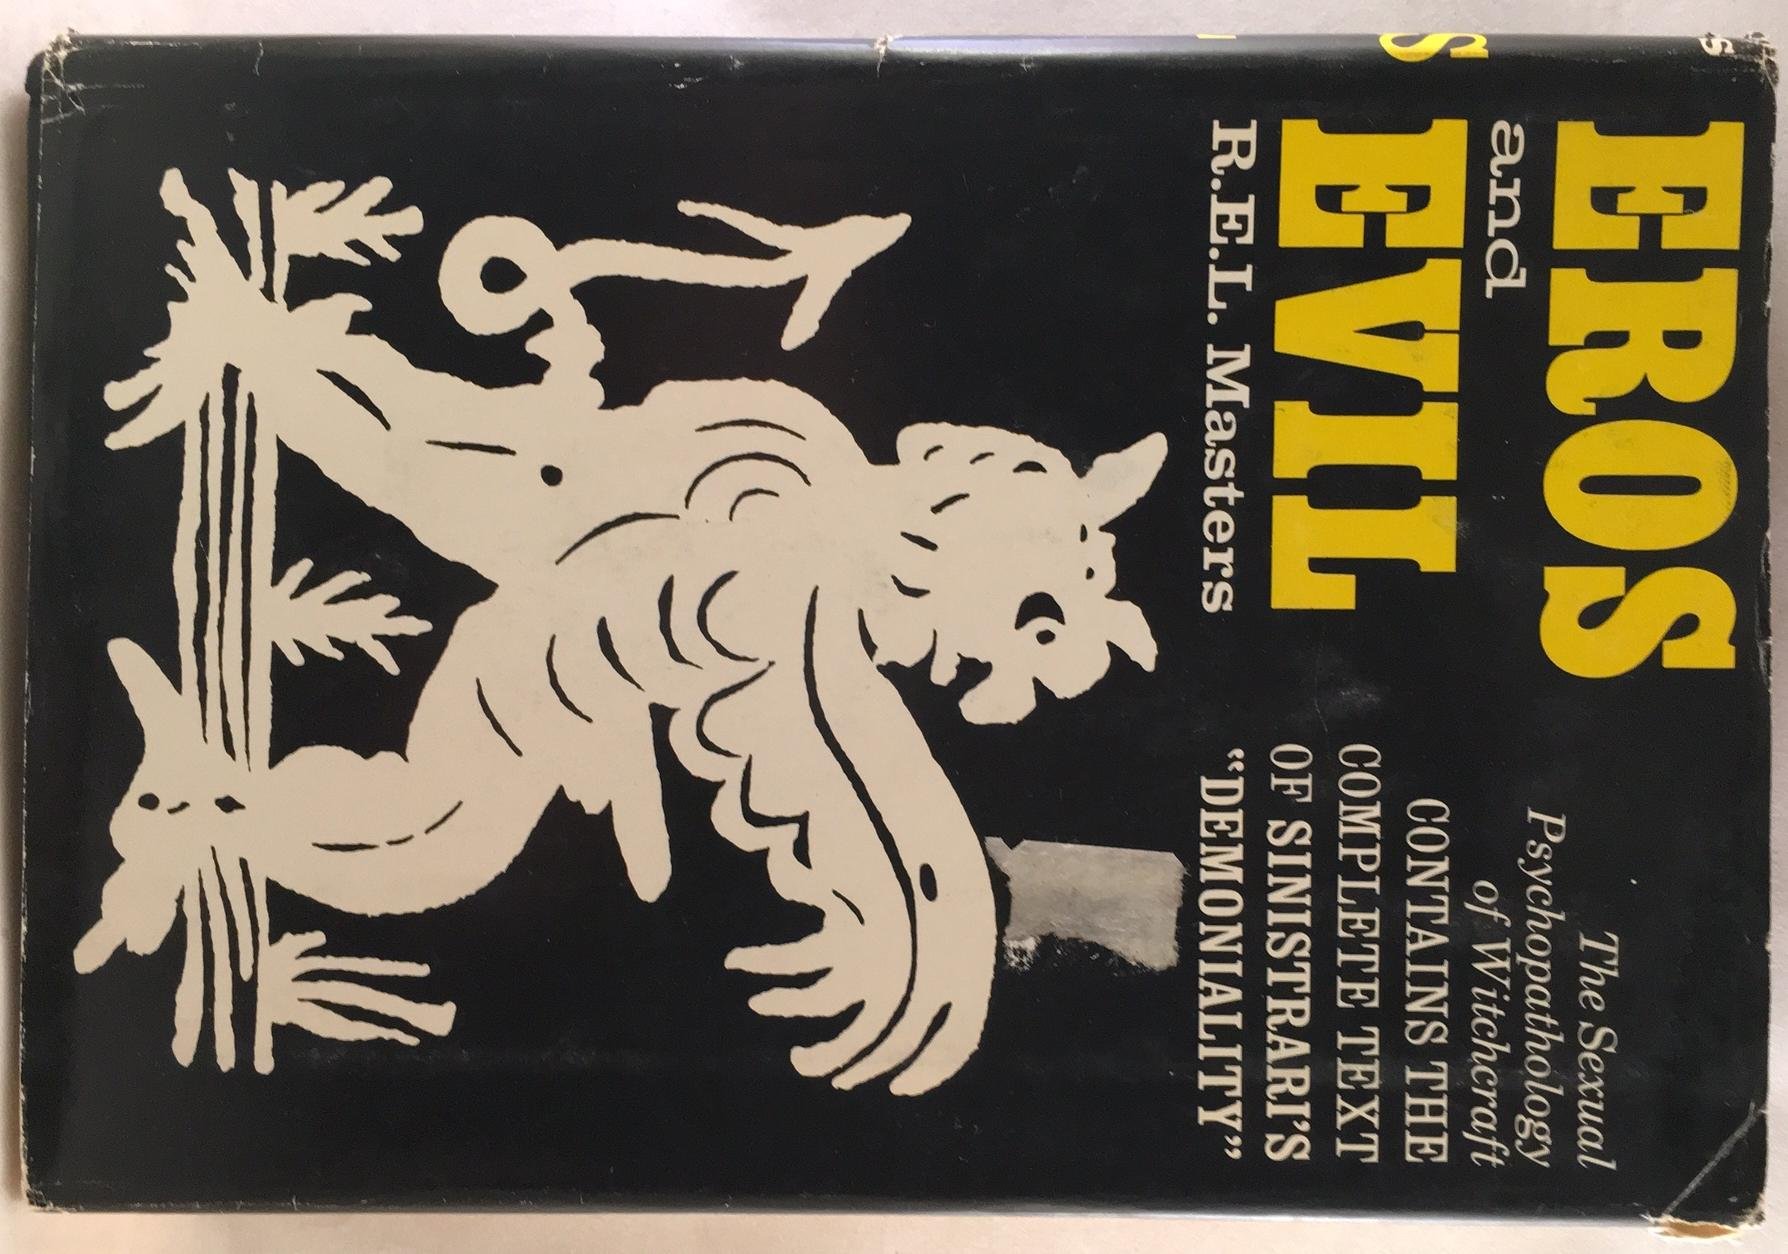 EROS
and
EVIL
R.E.L. Masters
The Sexual
Psychopathology
of Witchcraft
CONTAINS THE
COMPLETE TEXT
OF SINISTRARI'S
“DEMONIALITY”